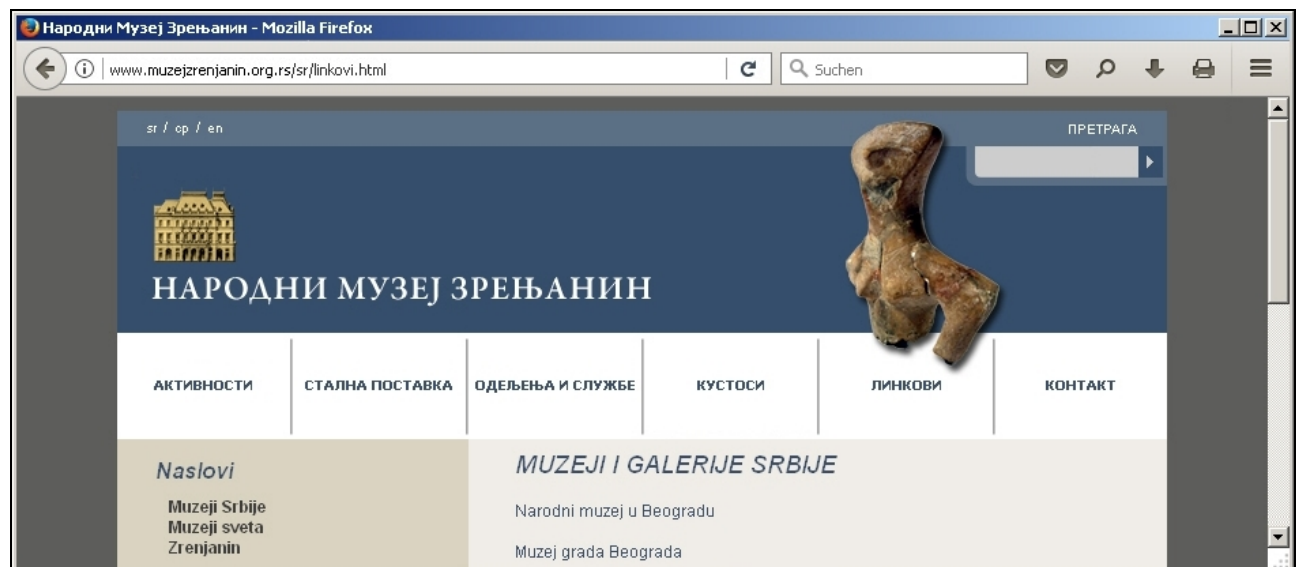 Народни Музеј Зрењанин - Mozilla Firefox
www.muzejzrenjanin.org.rs/sr/linkovi.html
Suchen
sr / cp / en
ПРЕТРАГА
НАРОДНИ МУЗЕЈ ЗРЕЊАНИН
АКТИВНОСТИ
СТАЛНА ПОСТАВКА
ОДЕЉЕЊА И СЛУЖБЕ
КУСТОСИ
ЛИНКОВИ
КОНТАКТ
Naslovi
Muzeji Srbije
Muzeji sveta
Zrenjanin
MUZEJI I GALERIJE SRBIJE
Narodni muzej u Beogradu
Muzej grada Beograda